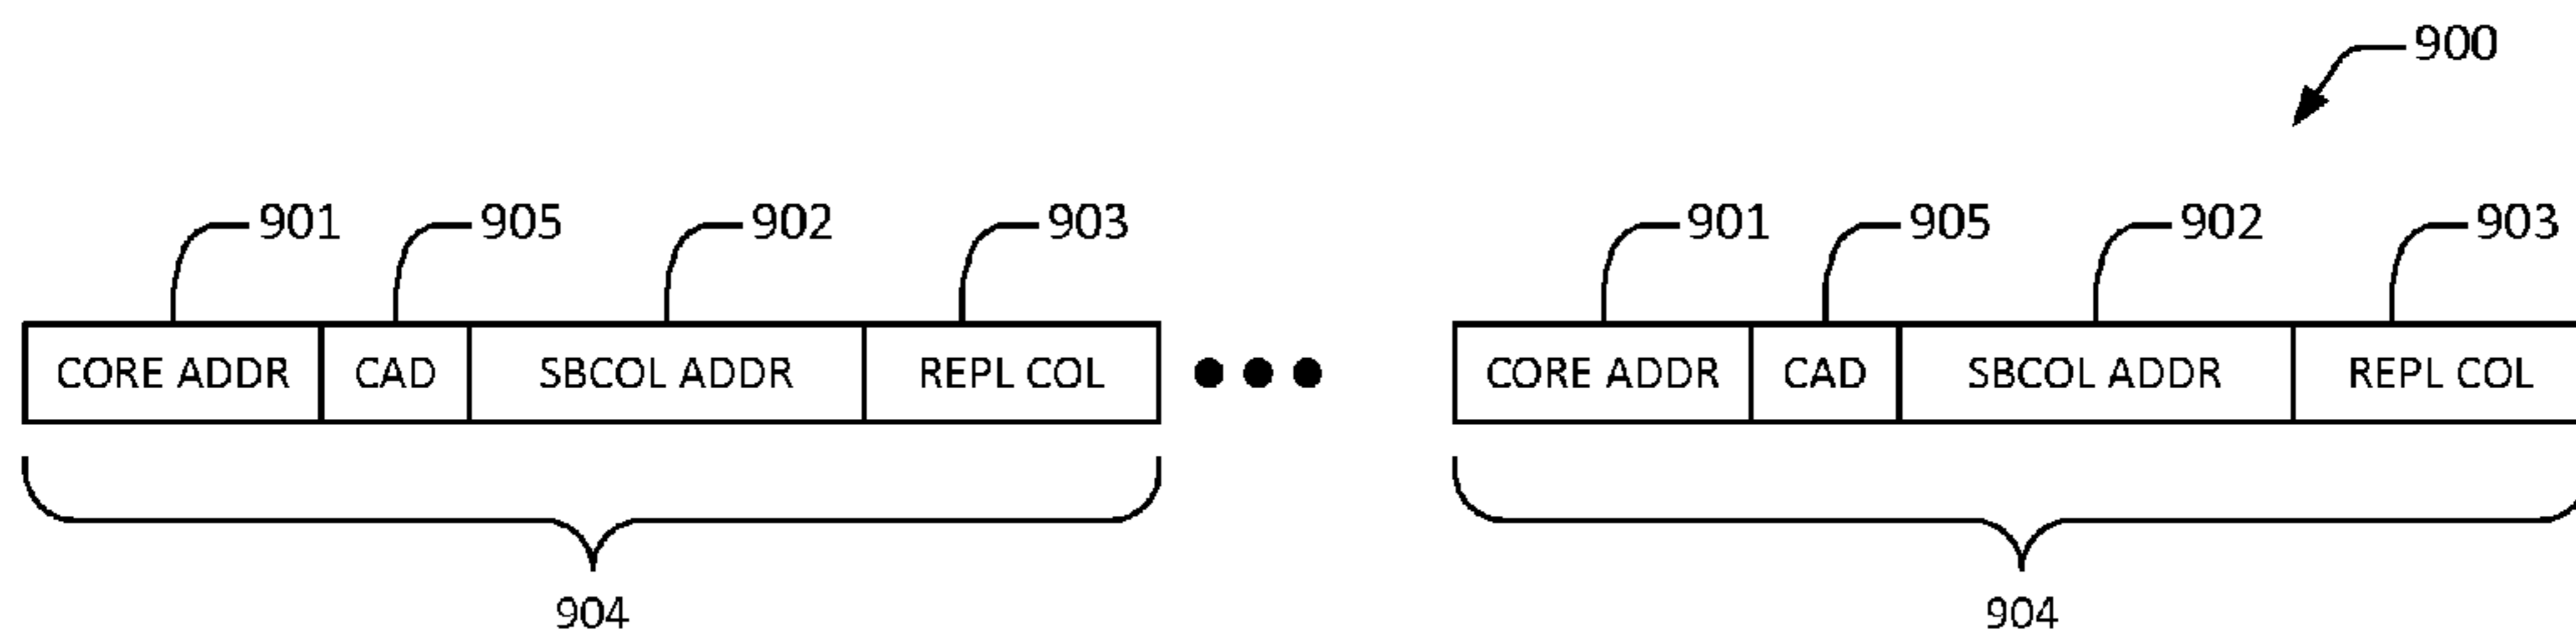 900
901 905 902 903 901 905 902 903
CORE ADDR CAD SBCOL ADDR REPL COL CORE ADDR CAD SBCOL ADDR REPL COL
904 904